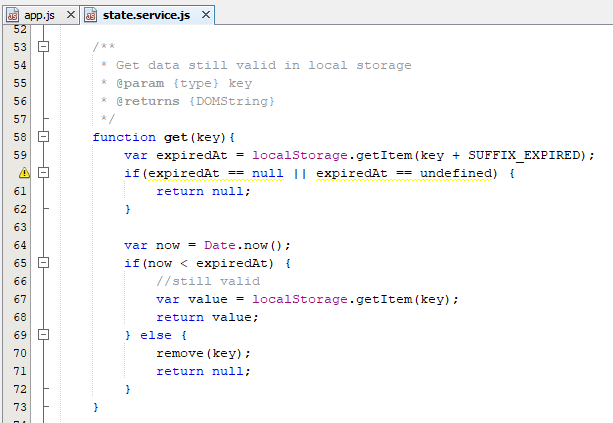 app.js
state.service.js
52
53 /**
54 * Get data still valid in local storage
55 * @param {type} key
56 * @returns {DOMString}
57 */
58 function get(key){
59 var expiredAt = localStorage.getItem(key + SUFFIX_EXPIRED);
if(expiredAt == null || expiredAt == undefined) {
61 return null;
62 }
63
64 var now = Date.now();
65 if(now < expiredAt) {
66 //still valid
67 var value = localStorage.getItem(key);
68 return value;
69 } else {
70 remove(key);
71 return null;
72 }
73 }